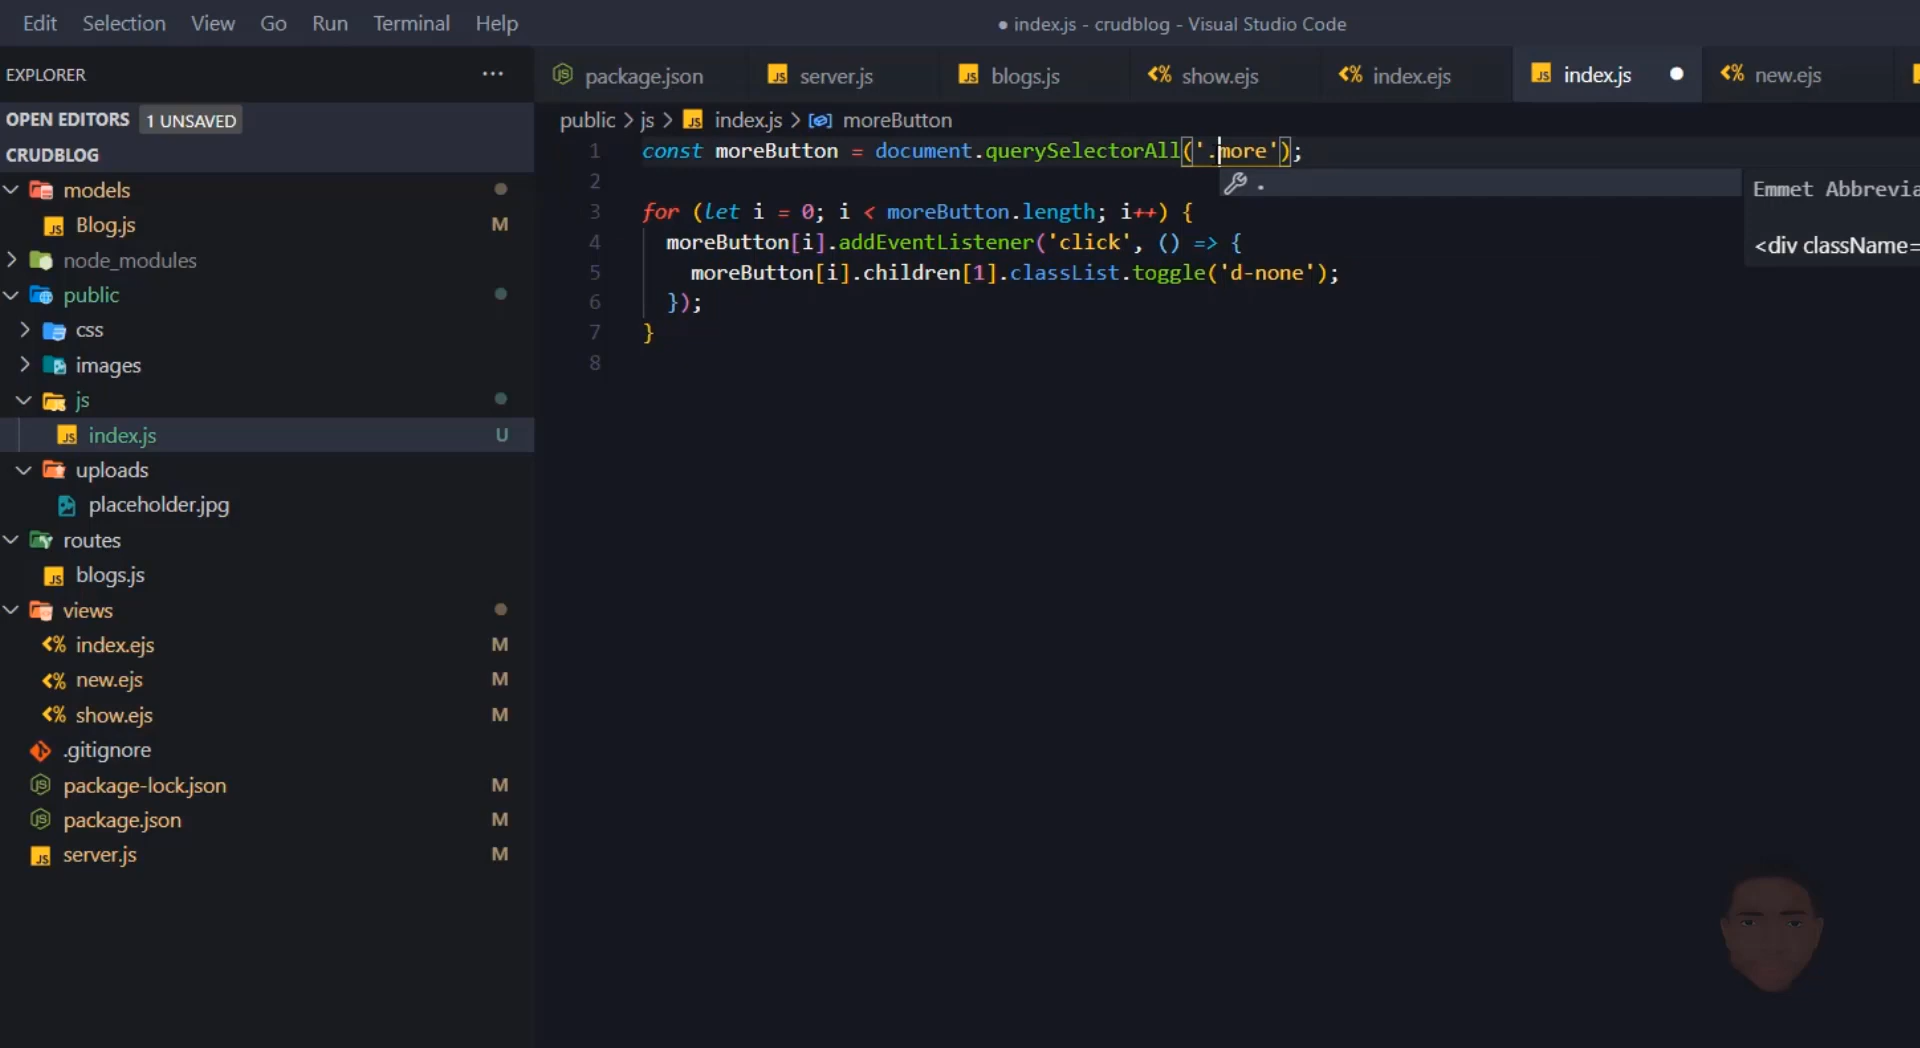 Edit Selection View Go Run Terminal Help
● index.js - crudblog - Visual Studio Code
EXPLORER ...
OPEN EDITORS 1 UNSAVED
CRUDBLOG
models
Blog.js M
node_modules
public
css
images
js
index.js U
uploads
placeholder.jpg
routes
blogs.js
views
index.ejs M
new.ejs M
show.ejs M
.gitignore
package-lock.json M
package.json M
server.js M
package.json server.js blogs.js show.ejs index.ejs index.js new.ejs
public > js > index.js > moreButton
1 const moreButton = document.querySelectorAll('.more');
2
3 for (let i = 0; i < moreButton.length; i++) {
4 moreButton[i].addEventListener('click', () => {
5 moreButton[i].children[1].classList.toggle('d-none');
6 });
7 }
8
.
Emmet Abbrevia
<div className=